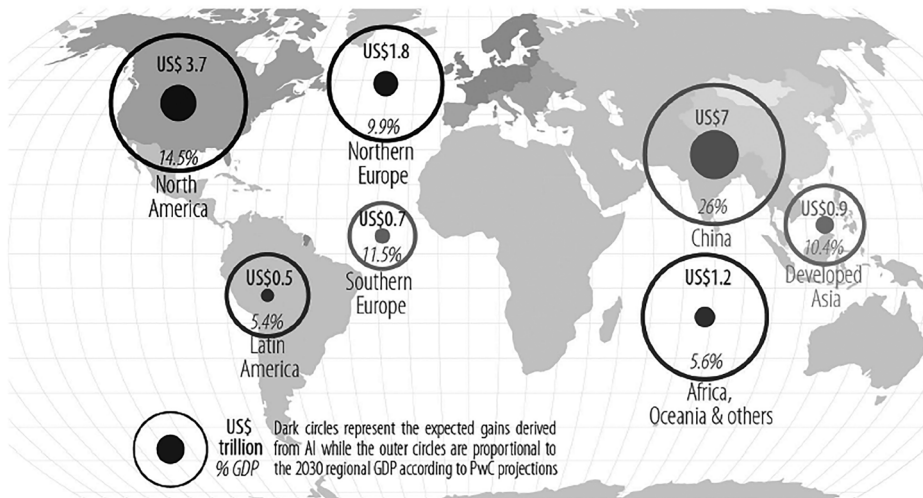 US$ 3.7
14.5%
North
America
US$1.8
9.9%
Northern
Europe
US$0.7
11.5%
Southern
Europe
US$0.5
5.4%
Latin
America
US$7
26%
China
US$0.9
10.4%
Developed
Asia
US$1.2
5.6%
Africa,
Oceania & others
US$
trillion
% GDP
Dark circles represent the expected gains derived
from AI while the outer circles are proportional to
the 2030 regional GDP according to PwC projections